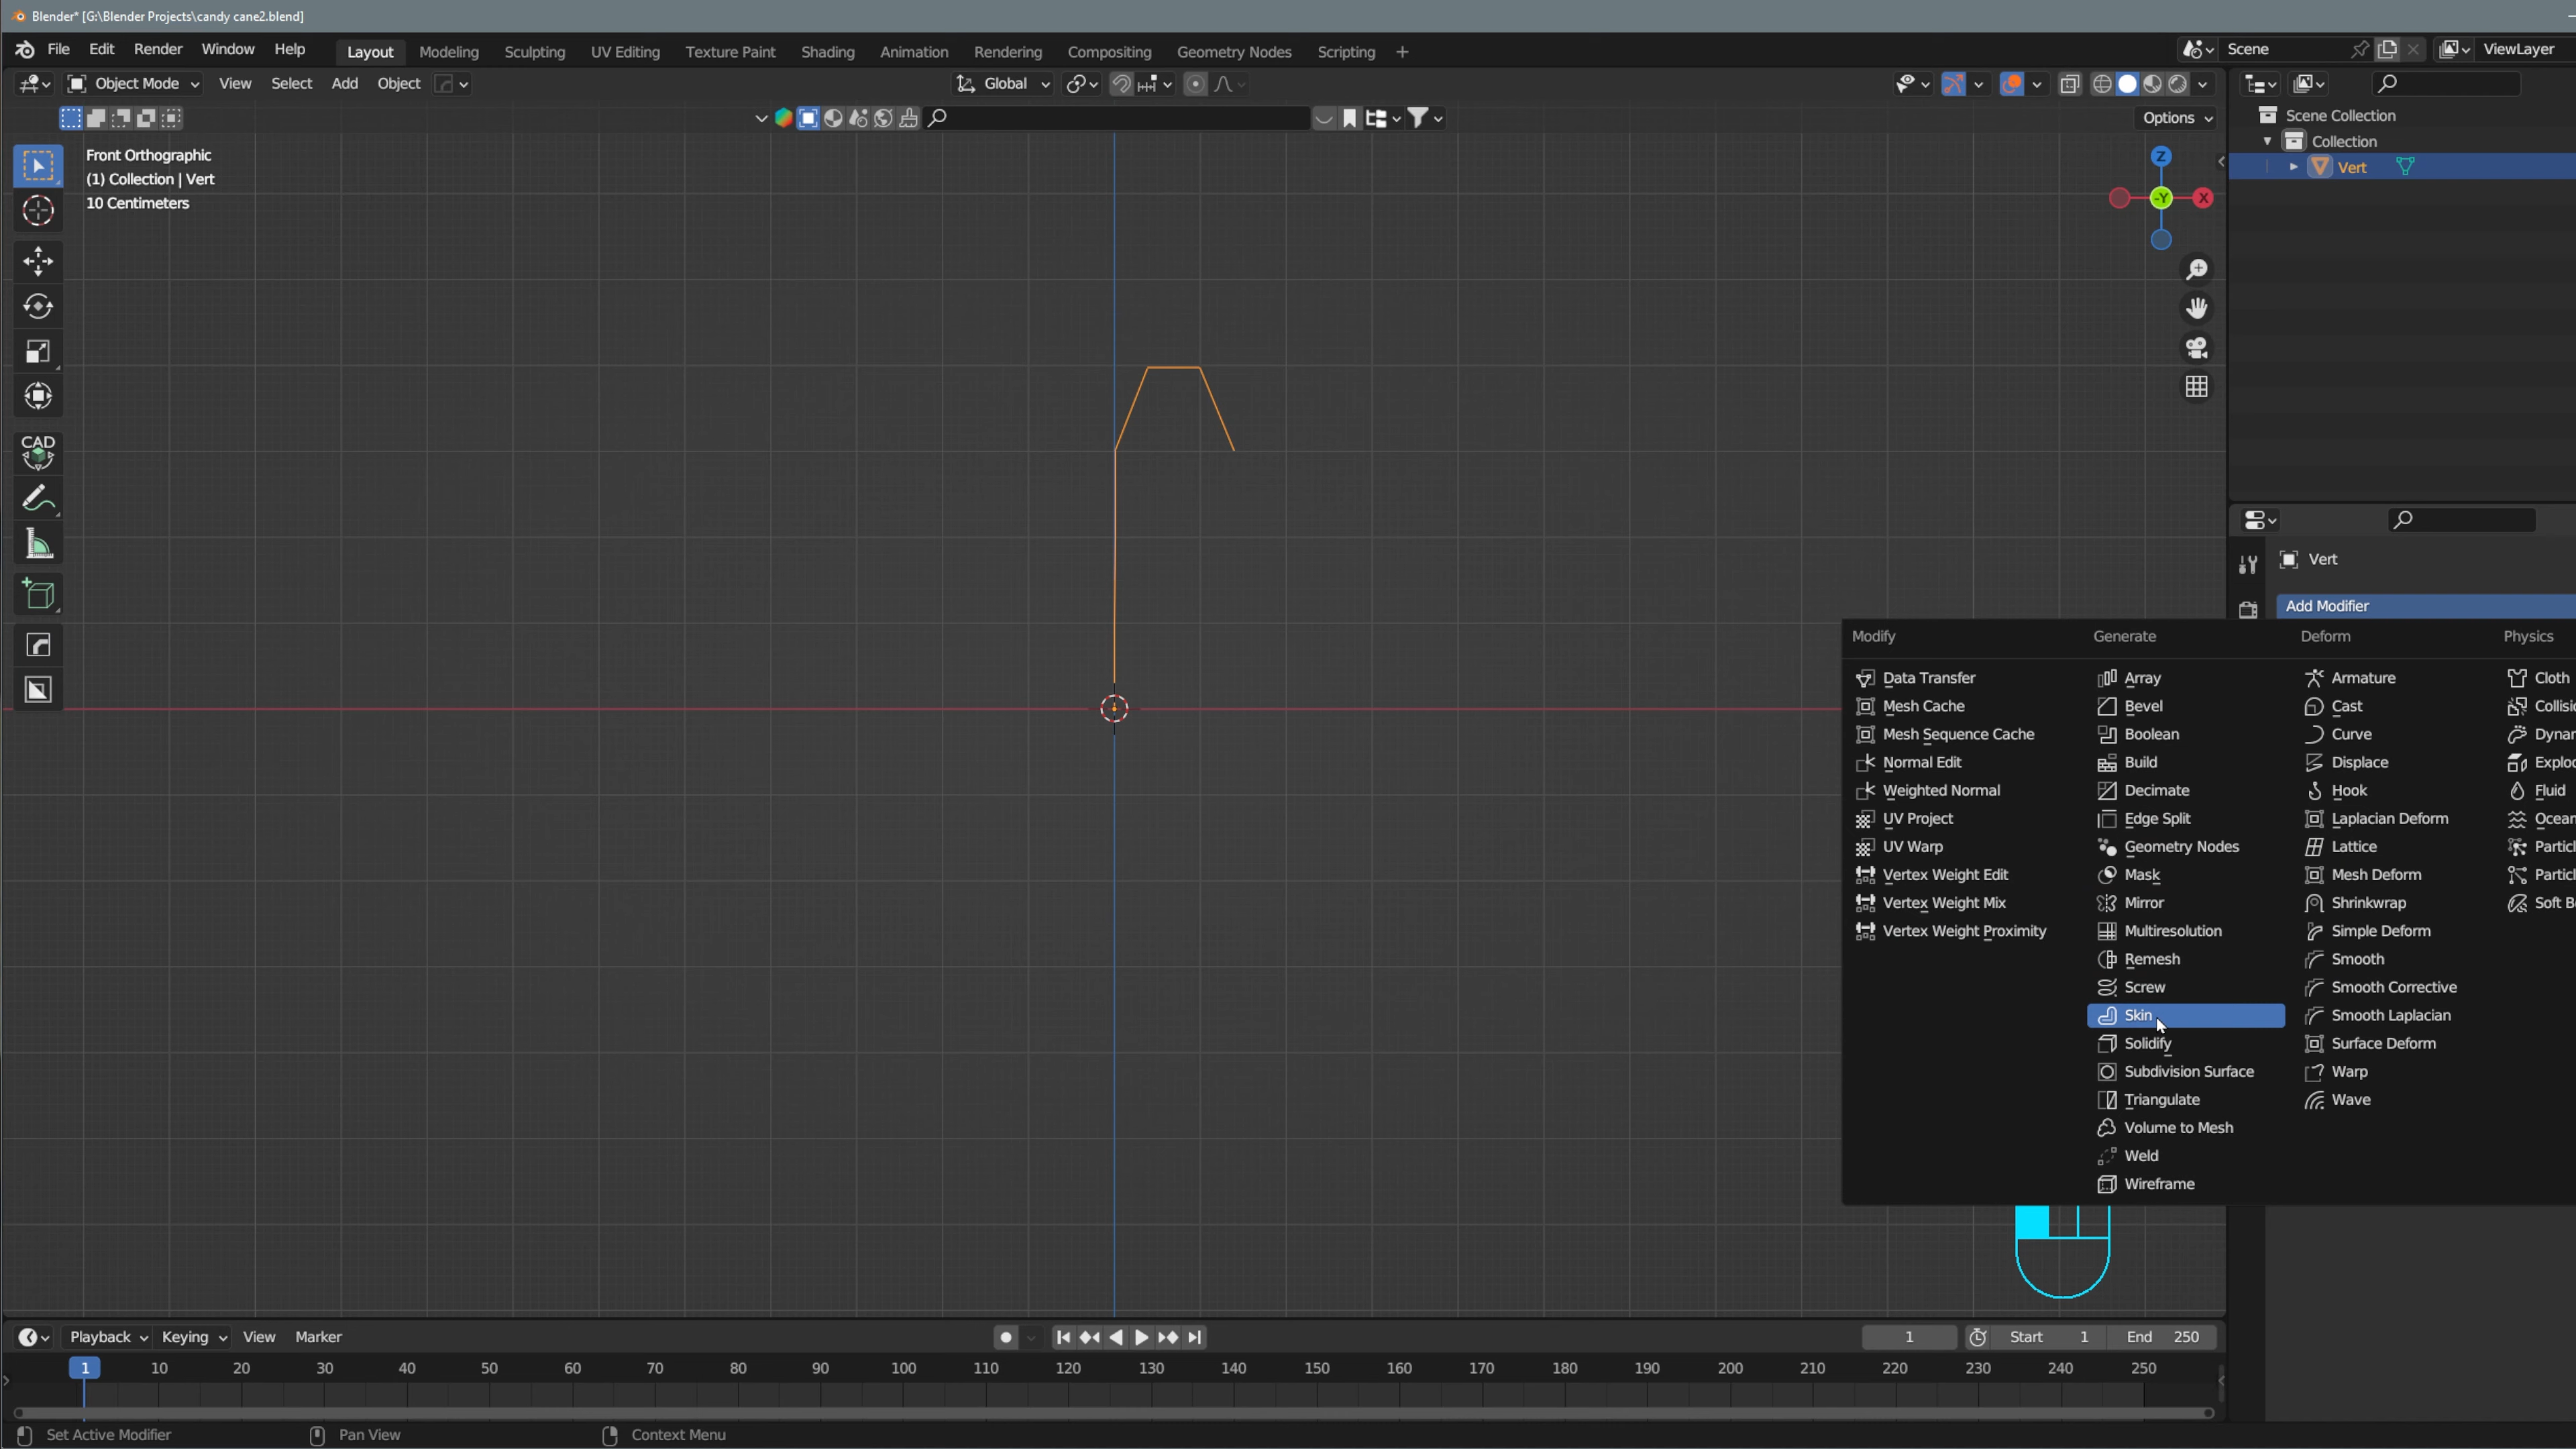 Blender* [G:\Blender Projects\candy cane2.blend]
File Edit Render Window Help Layout Modeling Sculpting UV Editing Texture Paint Shading Animation Rendering Compositing Geometry Nodes Scripting + Scene ViewLayer
Object Mode View Select Add Object Global
Options
Front Orthographic
(1) Collection | Vert
10 Centimeters
Z
-Y X
CAD
Scene Collection
Collection
Vert
Vert
Add Modifier
Modify Generate Deform Physics
Data Transfer Array Armature Cloth
Mesh Cache Bevel Cast Collisi
Mesh Sequence Cache Boolean Curve Dynar
Normal Edit Build Displace Exploc
Weighted Normal Decimate Hook Fluid
UV Project Edge Split Laplacian Deform Ocean
UV Warp Geometry Nodes Lattice Particl
Vertex Weight Edit Mask Mesh Deform Particl
Vertex Weight Mix Mirror Shrinkwrap Soft B
Vertex Weight Proximity Multiresolution Simple Deform
Remesh Smooth
Screw Smooth Corrective
Skin Smooth Laplacian
Solidify Surface Deform
Subdivision Surface Warp
Triangulate Wave
Volume to Mesh
Weld
Wireframe
Playback Keying View Marker 1 Start 1 End 250
1 10 20 30 40 50 60 70 80 90 100 110 120 130 140 150 160 170 180 190 200 210 220 230 240 250
Set Active Modifier Pan View Context Menu